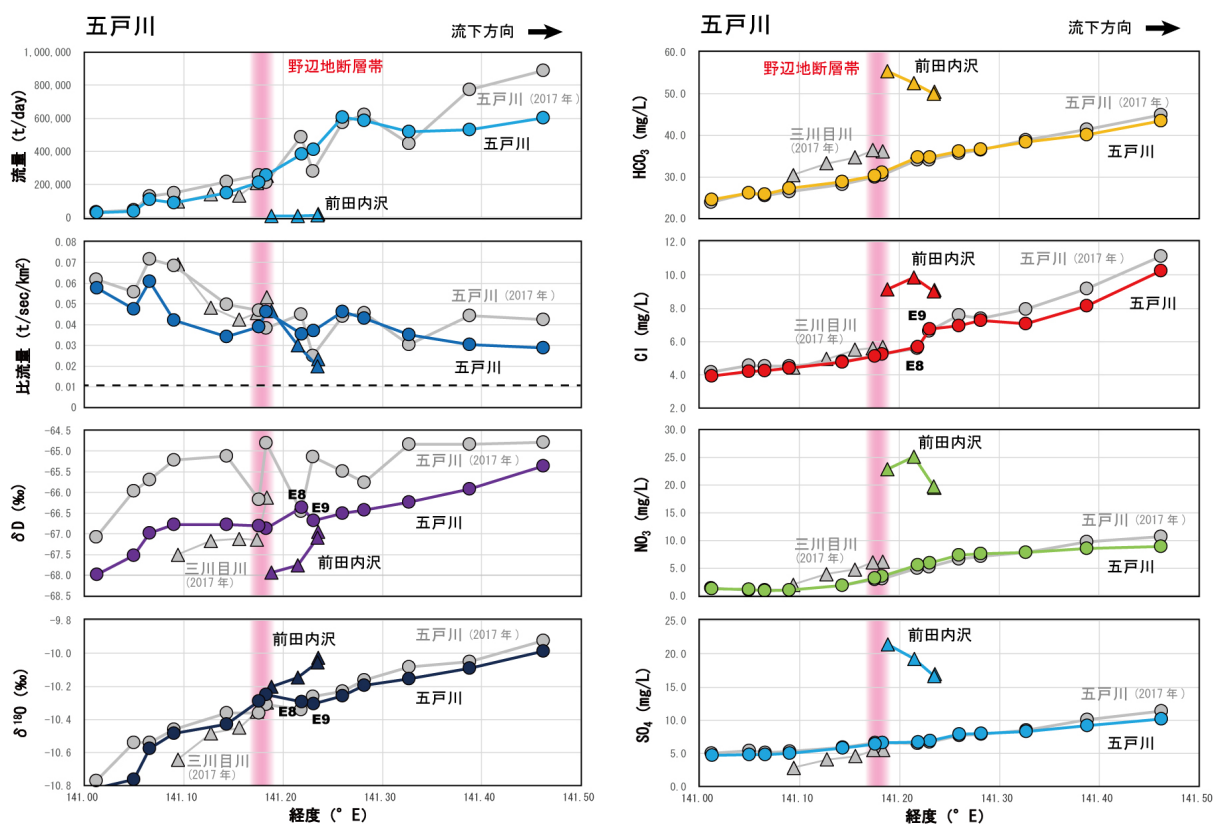 五戸川
流下方向
流量 (t/day)
1,000,000
800,000
600,000
400,000
200,000
0
野辺地断層帯
五戸川 (2017年)
五戸川
前田内沢
比流量 (t/sec/km²)
0.08
0.07
0.06
0.05
0.04
0.03
0.02
0.01
0
五戸川 (2017年)
五戸川
δD (‰)
-64.5
-65.0
-65.5
-66.0
-66.5
-67.0
-67.5
-68.0
-68.5
五戸川 (2017年)
E8
E9
五戸川
三川目川
(2017年)
前田内沢
δ¹⁸O (‰)
-9.8
-10.0
-10.2
-10.4
-10.6
-10.8
前田内沢
五戸川 (2017年)
五戸川
E8
E9
三川目川
(2017年)
141.00
141.10
141.20
141.30
141.40
141.50
経度 (°E)
五戸川
流下方向
HCO₃ (mg/L)
60.0
50.0
40.0
30.0
20.0
野辺地断層帯
前田内沢
五戸川
(2017年)
三川目川
(2017年)
五戸川
Cl (mg/L)
12.0
10.0
8.0
6.0
4.0
2.0
前田内沢
五戸川 (2017年)
五戸川
E9
三川目川
(2017年)
E8
NO₃ (mg/L)
30.0
25.0
20.0
15.0
10.0
5.0
0.0
前田内沢
三川目川
(2017年)
五戸川 (2017年)
五戸川
SO₄ (mg/L)
25.0
20.0
15.0
10.0
5.0
0.0
前田内沢
五戸川 (2017年)
五戸川
三川目川
(2017年)
141.00
141.10
141.20
141.30
141.40
141.50
経度 (°E)